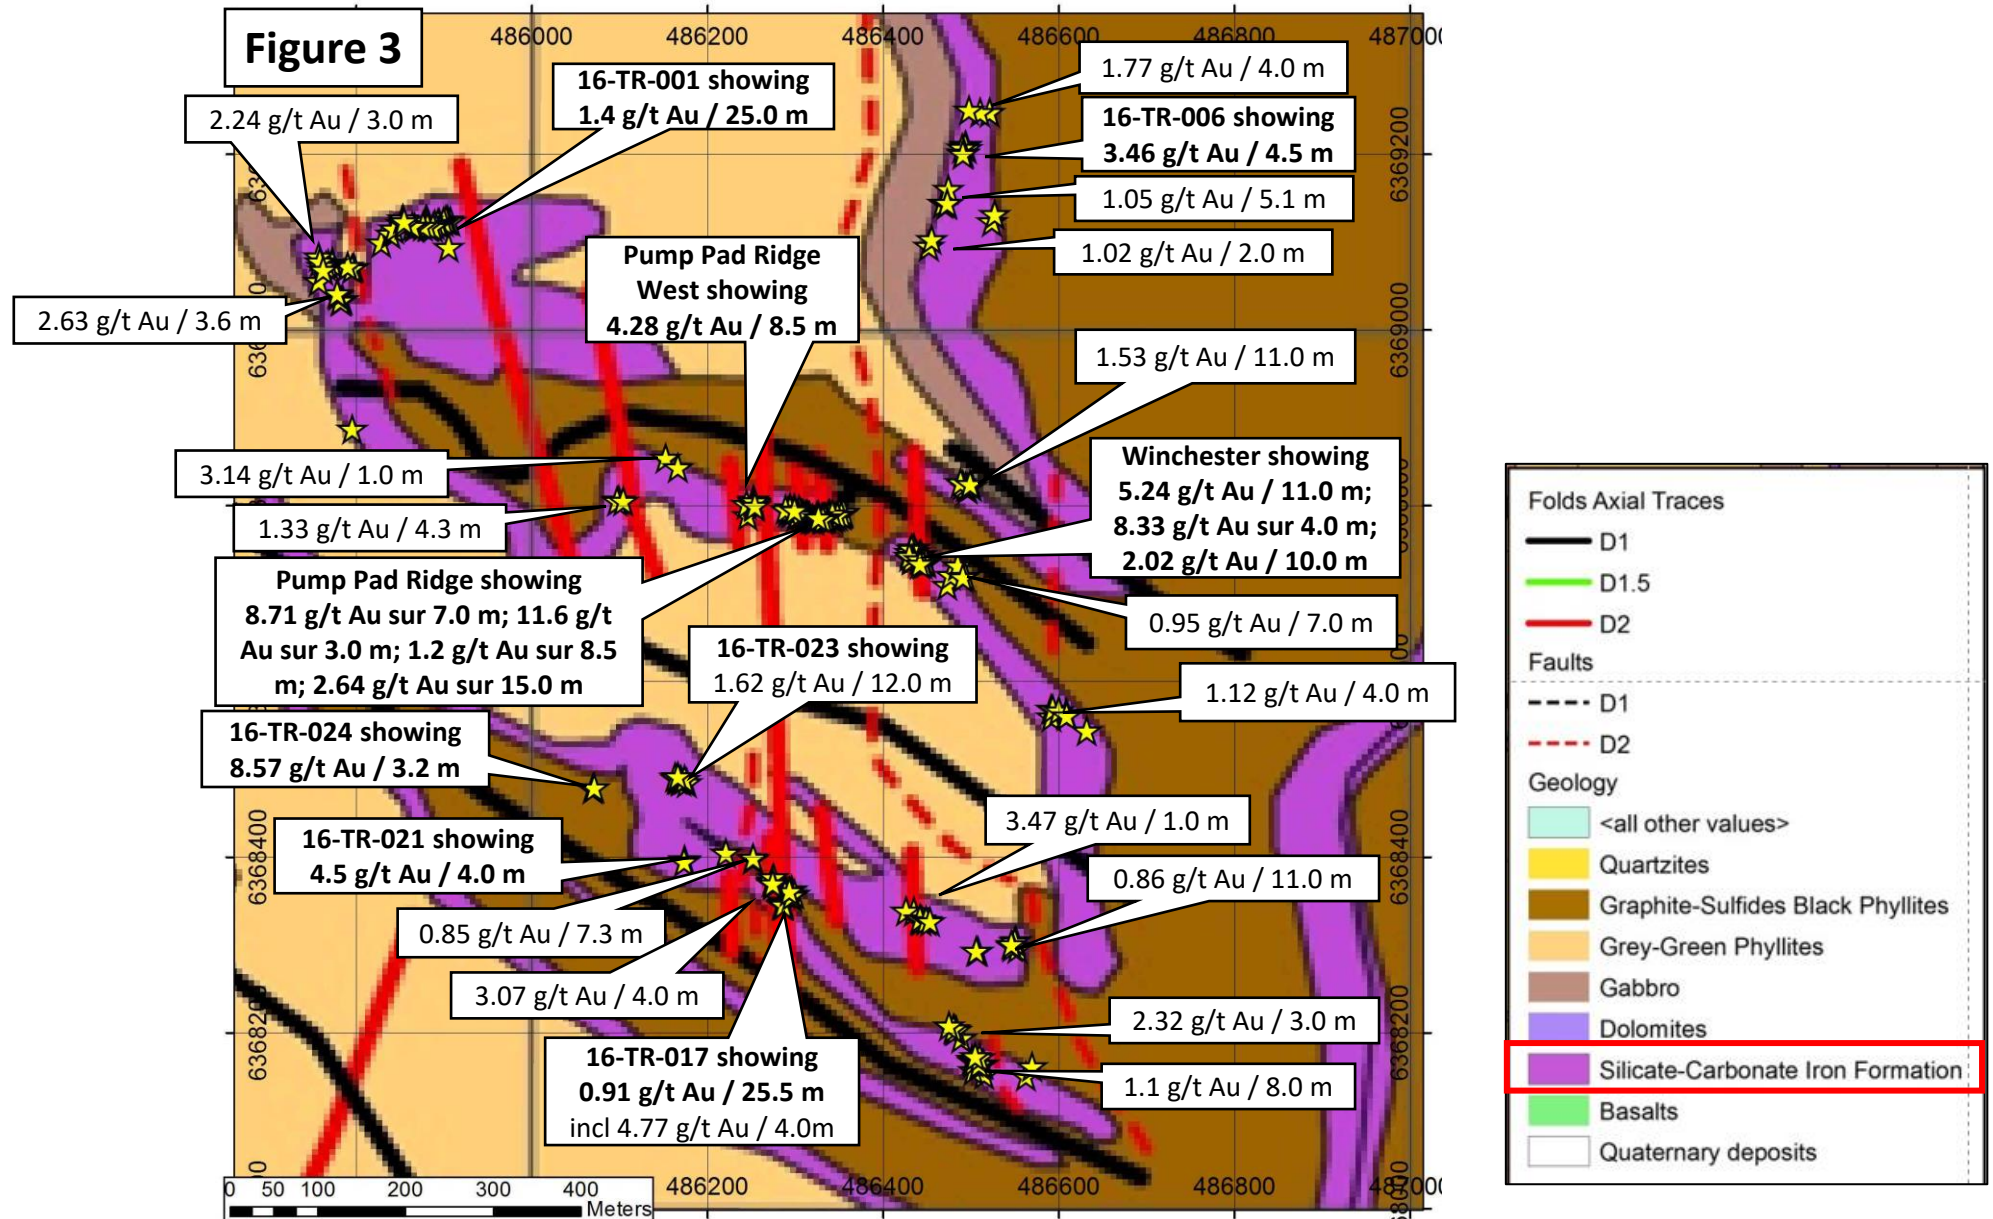 Figure 3
486000
486200
486400
486600
486800
48700
16-TR-001 showing
1.4 g/t Au / 25.0 m
1.77 g/t Au / 4.0 m
2.24 g/t Au / 3.0 m
16-TR-006 showing
3.46 g/t Au / 4.5 m
6369200
1.05 g/t Au / 5.1 m
1.02 g/t Au / 2.0 m
Pump Pad Ridge
West showing
4.28 g/t Au / 8.5 m
2.63 g/t Au / 3.6 m
6369000
1.53 g/t Au / 11.0 m
3.14 g/t Au / 1.0 m
Winchester showing
5.24 g/t Au / 11.0 m;
8.33 g/t Au sur 4.0 m;
2.02 g/t Au / 10.0 m
1.33 g/t Au / 4.3 m
Pump Pad Ridge showing
8.71 g/t Au sur 7.0 m; 11.6 g/t
Au sur 3.0 m; 1.2 g/t Au sur 8.5
m; 2.64 g/t Au sur 15.0 m
0.95 g/t Au / 7.0 m
16-TR-023 showing
1.62 g/t Au / 12.0 m
1.12 g/t Au / 4.0 m
16-TR-024 showing
8.57 g/t Au / 3.2 m
3.47 g/t Au / 1.0 m
16-TR-021 showing
4.5 g/t Au / 4.0 m
6368400
6368400
0.86 g/t Au / 11.0 m
0.85 g/t Au / 7.3 m
3.07 g/t Au / 4.0 m
6368200
6368200
2.32 g/t Au / 3.0 m
16-TR-017 showing
0.91 g/t Au / 25.5 m
incl 4.77 g/t Au / 4.0m
1.1 g/t Au / 8.0 m
0 50 100 200 300 400
Meters
486200
486400
486600
486800
48700
Folds Axial Traces
D1
D1.5
D2
Faults
D1
D2
Geology
<all other values>
Quartzites
Graphite-Sulfides Black Phyllites
Grey-Green Phyllites
Gabbro
Dolomites
Silicate-Carbonate Iron Formation
Basalts
Quaternary deposits